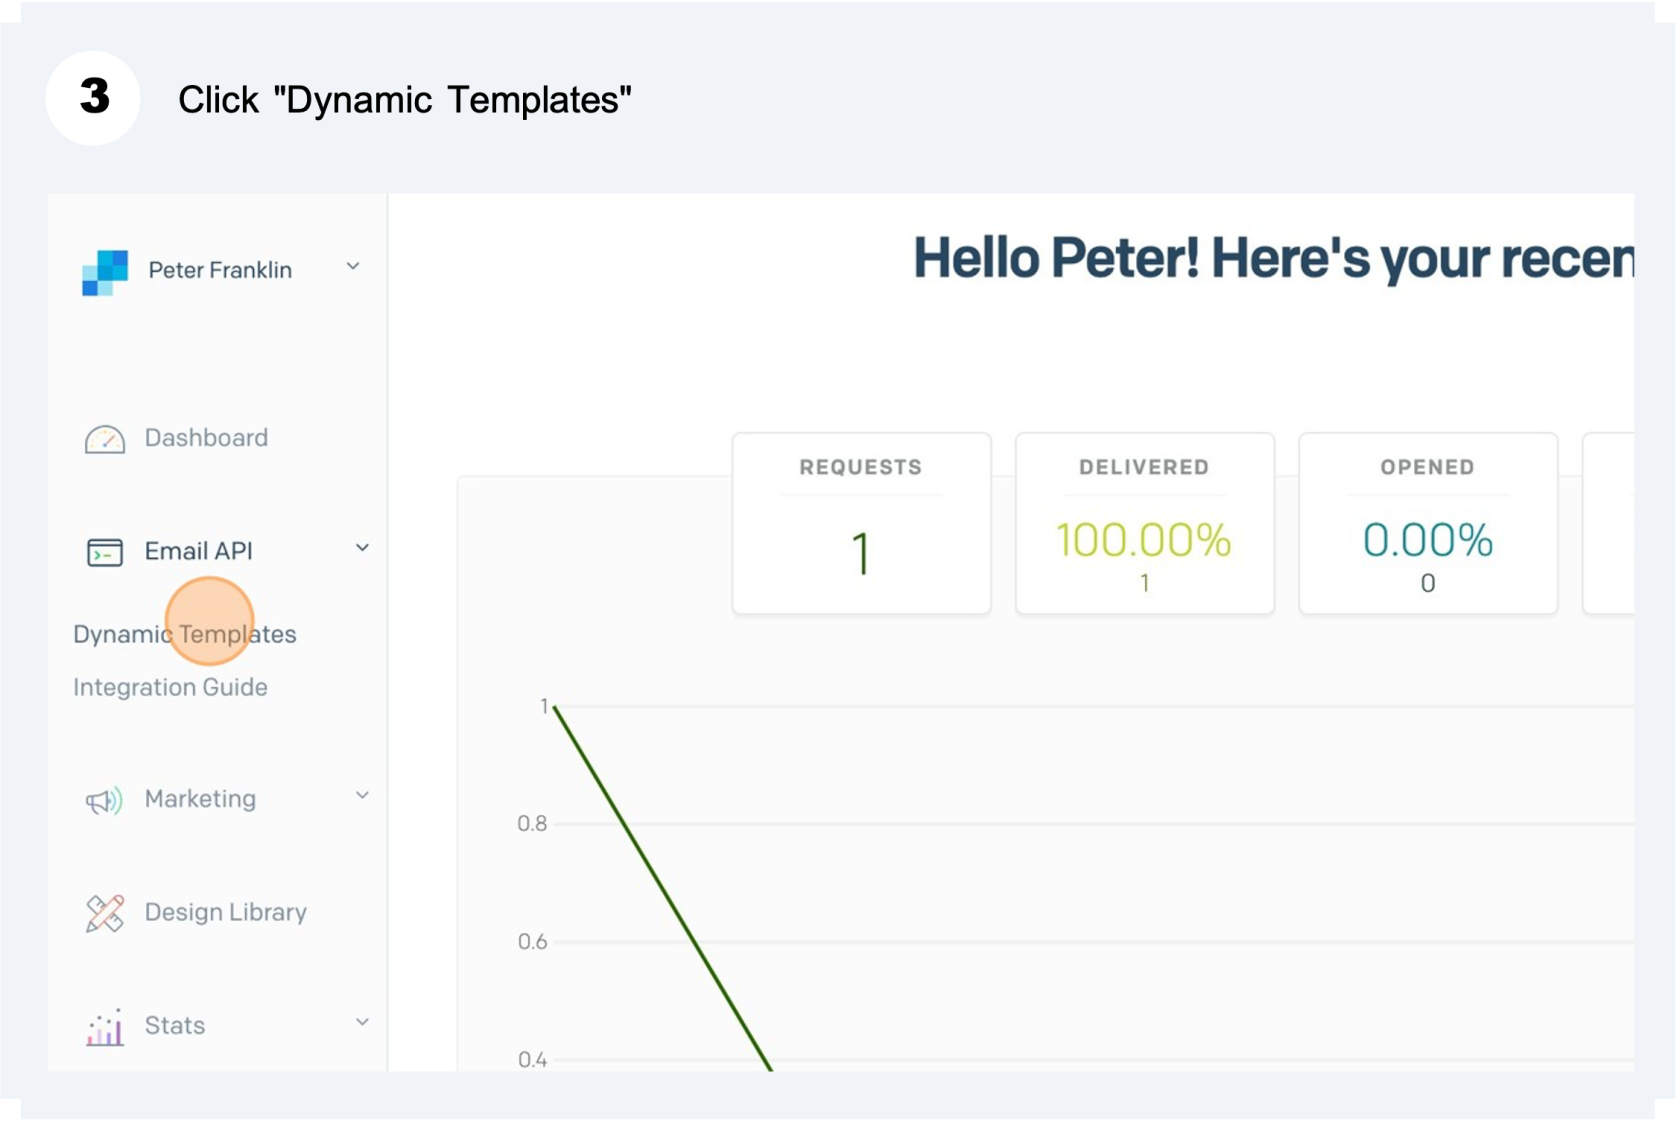 3
Click "Dynamic Templates"
Peter Franklin
Hello Peter! Here's your recen
Dashboard
Email API
Dynamic Templates
Integration Guide
Marketing
Design Library
Stats
REQUESTS
1
DELIVERED
100.00%
1
OPENED
0.00%
0
1
0.8
0.6
0.4